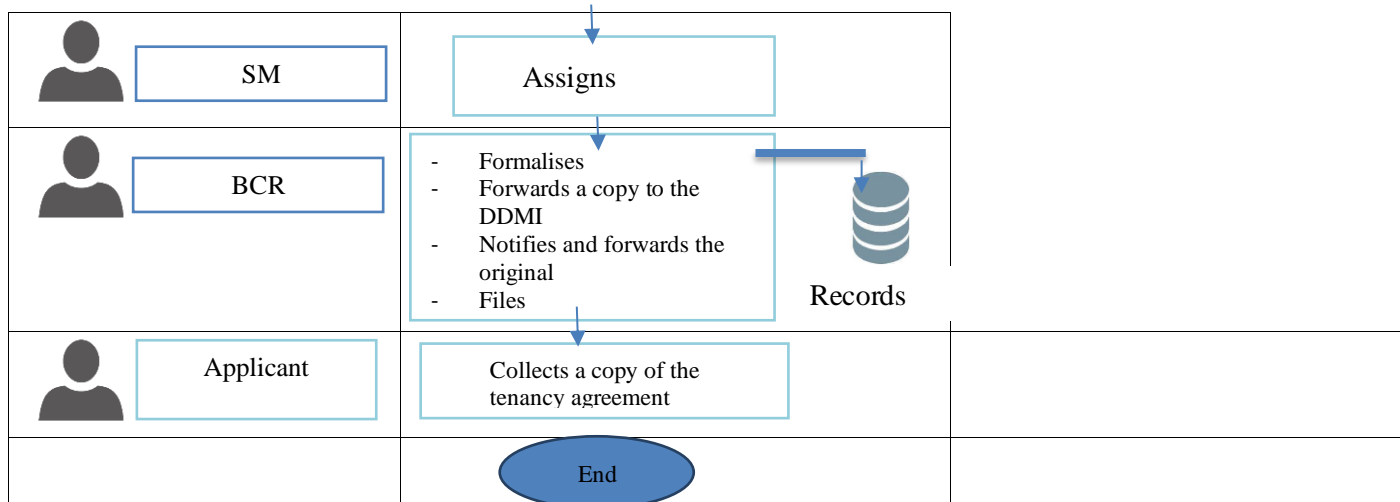 SM
Assigns
BCR
- Formalises
- Forwards a copy to the
DDMI
- Notifies and forwards the
original
- Files
Records
Applicant
Collects a copy of the
tenancy agreement
End